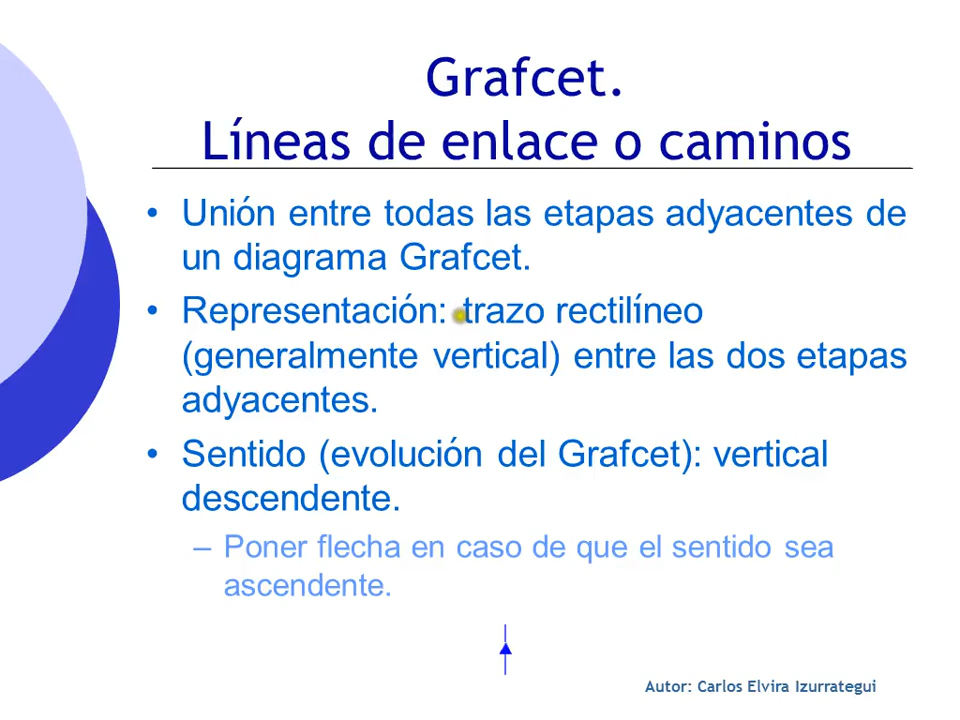 Grafcet.
Líneas de enlace o caminos
• Unión entre todas las etapas adyacentes de
un diagrama Grafcet.
• Representación: trazo rectilíneo
(generalmente vertical) entre las dos etapas
adyacentes.
• Sentido (evolución del Grafcet): vertical
descendente.
– Poner flecha en caso de que el sentido sea
ascendente.
Autor: Carlos Elvira Izurrategui